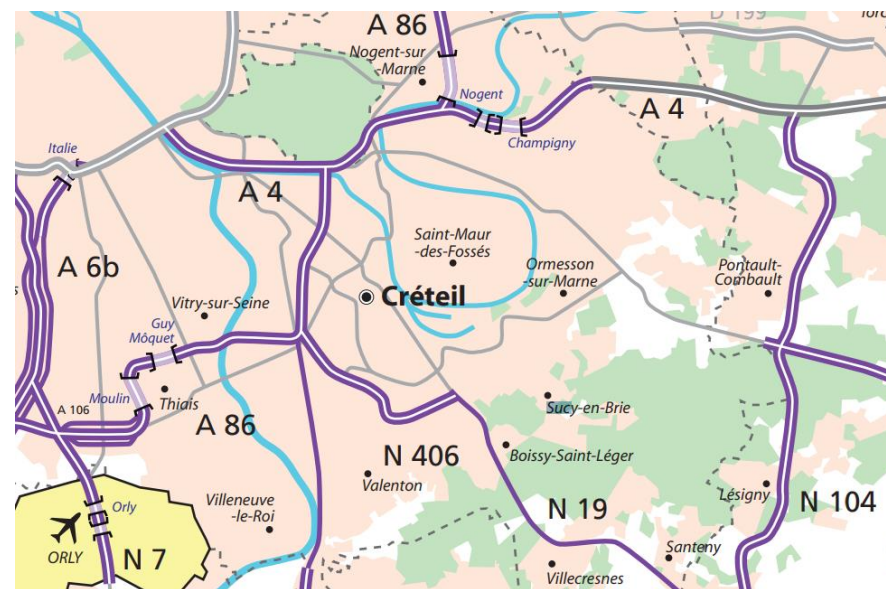 D 199
A 86
Nogent-sur
-Marne
Nogent
A 4
Champigny
Italie
A 4
Saint-Maur
-des-Fossés
A 6b
Ormesson
-sur-Marne
Pontault-
Combault
Créteil
Vitry-sur-Seine
Guy
Môquet
Moulin
Thiais
A 106
A 86
Sucy-en-Brie
N 406
Boissy-Saint-Léger
Valenton
Lésigny
N 104
Villeneuve
-le-Roi
Orly
N 19
ORLY
N 7
Santeny
Villecresnes